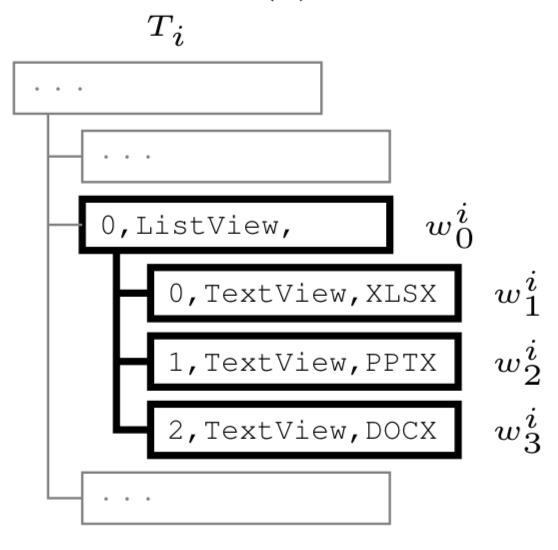 T_i
...
...
0,ListView, w_0^i
0,TextView,XLSX w_1^i
1,TextView,PPTX w_2^i
2,TextView,DOCX w_3^i
...